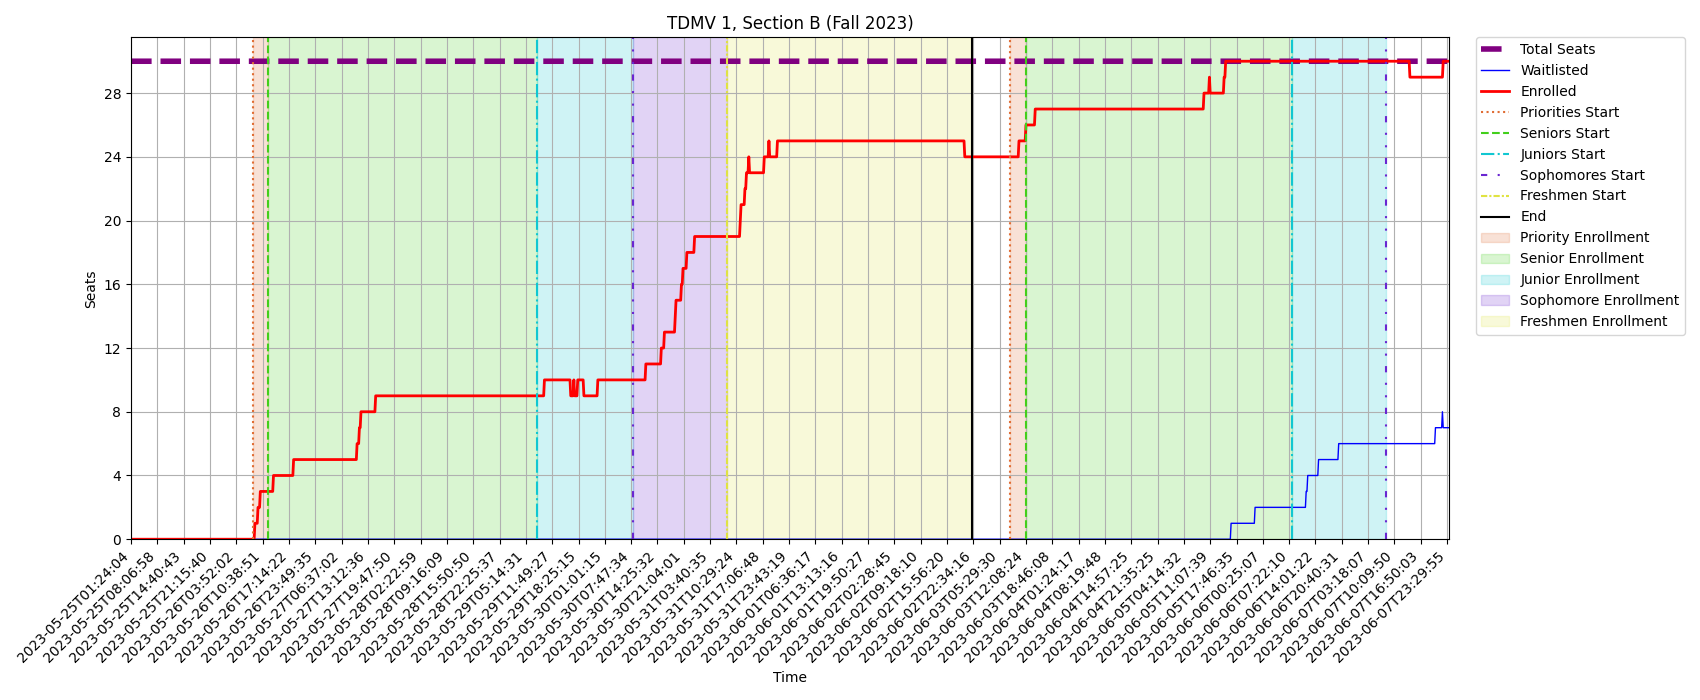 TDMV 1, Section B (Fall 2023)
Seats
28
24
20
16
12
8
4
0
2023-05-25T01:24:04
2023-05-25T08:06:58
2023-05-25T14:40:43
2023-05-25T21:15:40
2023-05-26T03:52:02
2023-05-26T10:38:51
2023-05-26T17:14:22
2023-05-26T23:49:35
2023-05-27T06:37:02
2023-05-27T13:12:36
2023-05-27T19:47:50
2023-05-28T02:22:59
2023-05-28T09:16:09
2023-05-28T15:50:50
2023-05-28T22:25:37
2023-05-29T05:14:31
2023-05-29T11:49:27
2023-05-29T18:25:15
2023-05-30T01:01:15
2023-05-30T07:47:34
2023-05-30T14:25:32
2023-05-30T21:04:01
2023-05-31T03:40:35
2023-05-31T10:29:24
2023-05-31T17:06:48
2023-05-31T23:43:19
2023-06-01T06:36:17
2023-06-01T13:13:16
2023-06-01T19:50:27
2023-06-02T02:28:45
2023-06-02T09:18:10
2023-06-02T15:56:20
2023-06-02T22:34:16
2023-06-03T05:29:30
2023-06-03T12:08:24
2023-06-03T18:46:08
2023-06-04T01:24:17
2023-06-04T08:19:48
2023-06-04T14:57:25
2023-06-04T21:35:25
2023-06-05T04:14:32
2023-06-05T11:07:39
2023-06-05T17:46:35
2023-06-06T00:25:07
2023-06-06T07:22:10
2023-06-06T14:01:22
2023-06-06T20:40:31
2023-06-07T03:18:07
2023-06-07T10:09:50
2023-06-07T16:50:03
2023-06-07T23:29:55
Time
Total Seats
Waitlisted
Enrolled
Priorities Start
Seniors Start
Juniors Start
Sophomores Start
Freshmen Start
End
Priority Enrollment
Senior Enrollment
Junior Enrollment
Sophomore Enrollment
Freshmen Enrollment